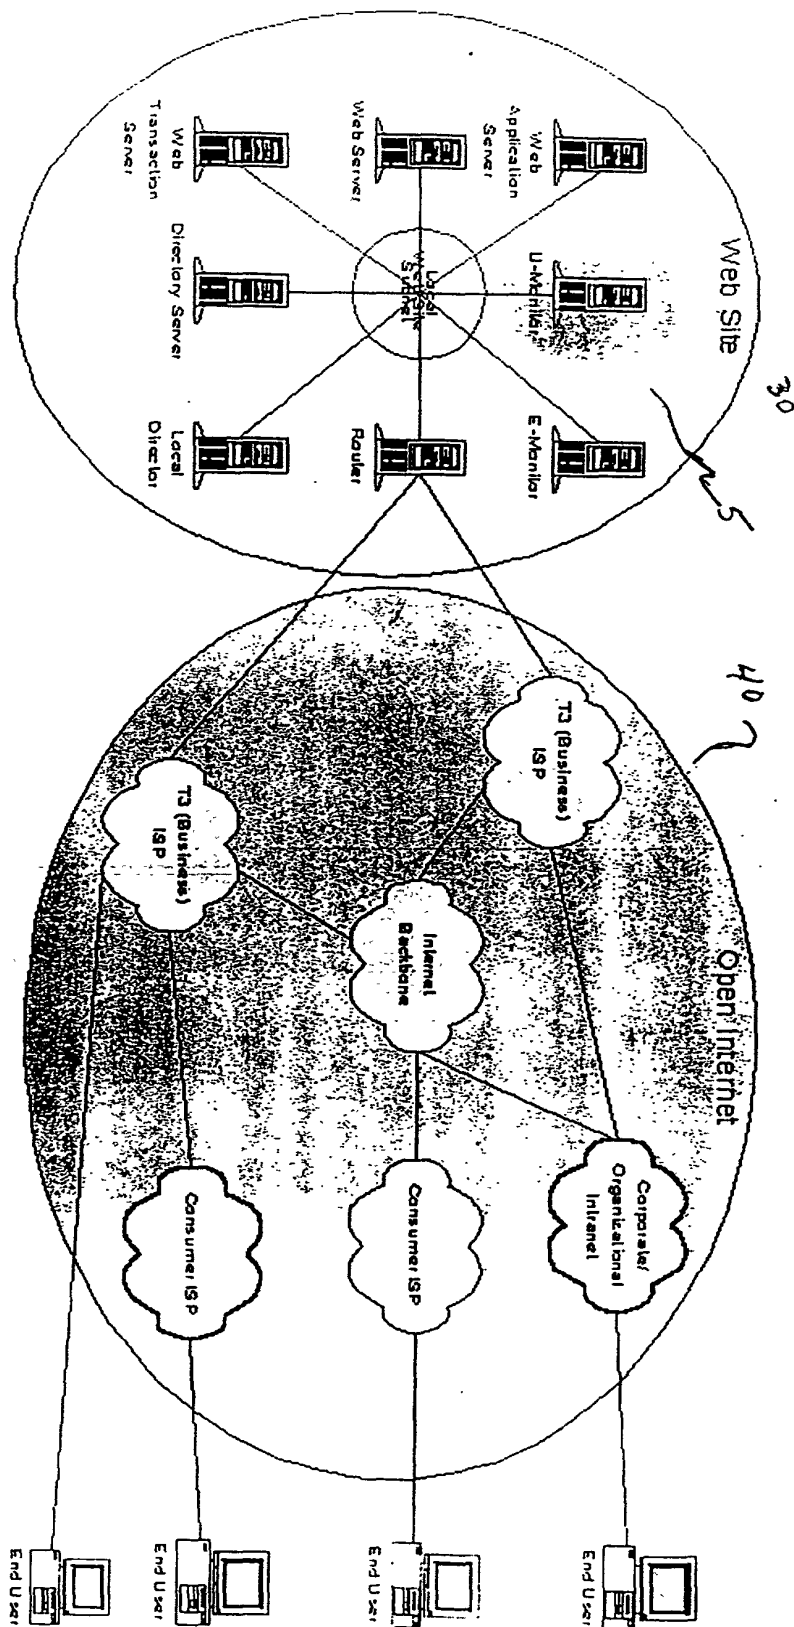 Web Site
30
5
Web
Application
Server
U-Monitor
E-Monitor
Web Server
Local
Web Site
Subnet
Router
Web
Transaction
Server
Directory Server
Local
Director
40
Open Internet
T3 (Business)
ISP
T3 (Business)
ISP
Internet
Backbone
Corporate/
Organizational
Intranet
Consumer ISP
Consumer ISP
End User
End User
End User
End User